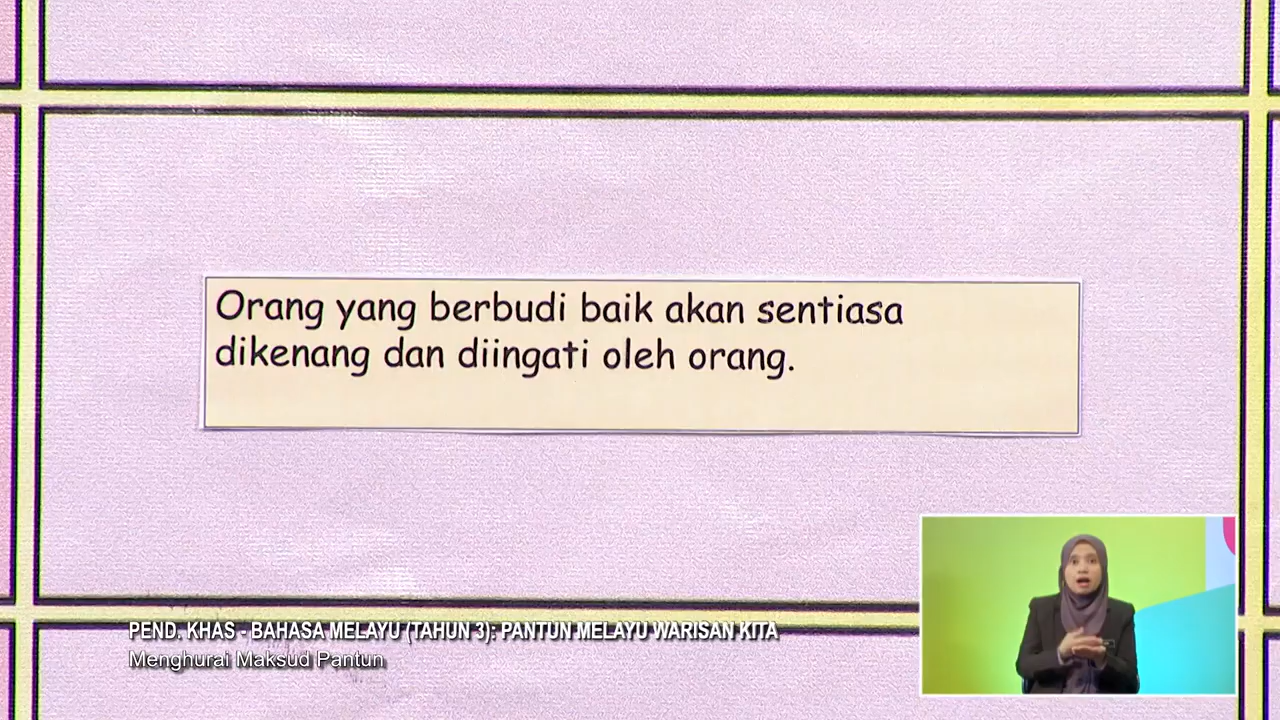 Orang yang berbudi baik akan sentiasa
dikenang dan diingati oleh orang.
PEND. KHAS - BAHASA MELAYU (TAHUN 3): PANTUN MELAYU WARISAN KITA
Menghurai Maksud Pantun